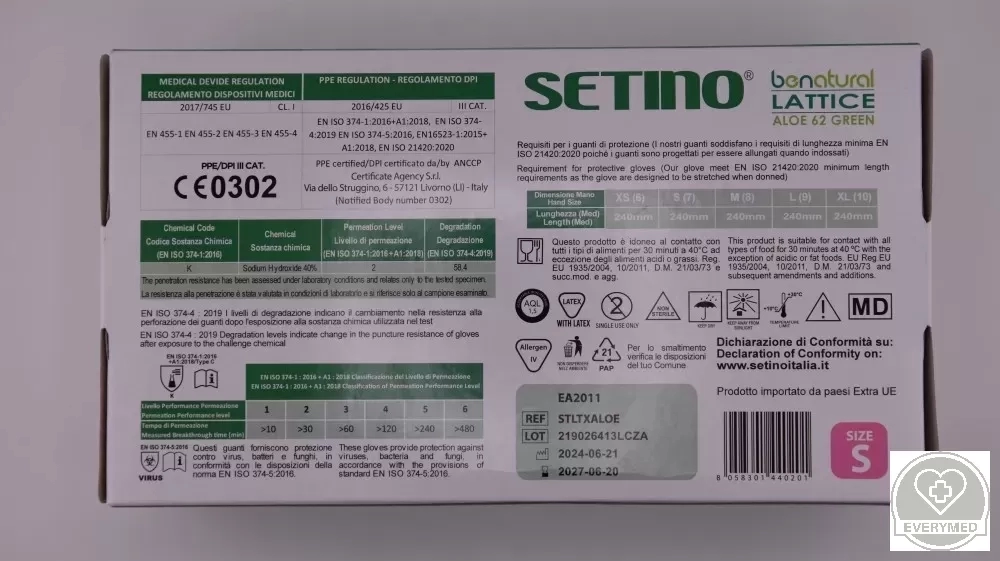 MEDICAL DEVIDE REGULATION
REGOLAMENTO DISPOSITIVI MEDICI
2017/745 EU CL. I
EN 455-1 EN 455-2 EN 455-3 EN 455-4
PPE/DPI III CAT.
CE0302
PPE REGULATION - REGOLAMENTO DPI
2016/425 EU III CAT.
EN ISO 374-1:2016+A1:2018, EN ISO 374-
4:2019 EN ISO 374-5:2016, EN16523-1:2015+
A1:2018, EN ISO 21420:2020
PPE certified/DPI certificato da/by ANCCP
Certificate Agency S.r.l.
Via dello Struggino, 6 - 57121 Livorno (LI) - Italy
(Notified Body number 0302)
Chemical Code
Codice Sostanza Chimica
(EN ISO 374-1:2016)
Chemical
Sostanza chimica
Permeation Level
Livello di permeazione
(EN ISO 374-1:2018+A1:2018)
Degradation
Degradazione
(EN ISO 374-4:2019)
K Sodium Hydroxide 40% 2 58,4
The penetration resistance has been assessed under laboratory conditions and relates only to the tested specimen.
La resistenza alla penetrazione è stata valutata in condizioni di laboratorio e si riferisce solo al campione esaminato
EN ISO 374-4 : 2019 I livelli di degradazione indicano il cambiamento nella resistenza alla
perforazione dei guanti dopo l'esposizione alla sostanza chimica utilizzata nel test
EN ISO 374-4 : 2019 Degradation levels indicate change in the puncture resistance of gloves
after exposure to the challenge chemical
EN ISO 374-1:2016
+A1:2018/Type C
K
EN ISO 374-1 : 2016 + A1 : 2018 Classificazione del Livello di Permeazione
EN ISO 374-1 : 2016 + A1 : 2018 Classification of Permeation Performance Level
Livello Performance Permeazione
Permeation Performance level
1 2 3 4 5 6
Tempo di Permeazione
Measured Breakthrough time (min)
>10 >30 >60 >120 >240 >480
EN ISO 374-5:2016
VIRUS
Questi guanti forniscono protezione
contro virus, batteri e funghi, in
conformità con le disposizioni della
norma EN ISO 374-5:2016.
These gloves provide protection against
viruses, bacteria and fungi, in
accordance with the provisions of
standard EN ISO 374-5:2016.
SETINO®
benatural
LATTICE
ALOE 62 GREEN
Requisiti per i guanti di protezione (I nostri guanti soddisfano i requisiti di lunghezza minima EN
ISO 21420:2020 poiché i guanti sono progettati per essere allungati quando indossati)
Requirement for protective gloves (Our glove meet EN ISO 21420:2020 minimum length
requirements as the glove are designed to be stretched when donned)
Dimensione Mano
Hand Size
XS (6) S (7) M (8) L (9) XL (10)
Lunghezza (Med)
Length(Med)
240mm 240mm 240mm 240mm 240mm
Questo prodotto è idoneo al contatto con
tutti i tipi di alimenti per 30 minuti a 40°C ad
eccezione degli alimenti acidi o grassi. Reg.
EU 1935/2004, 10/2011, D.M. 21/03/73 e
succ.mod. e agg.
This product is suitable for contact with all
types of food for 30 minutes at 40 ºC with the
exception of acidic or fat foods. EU Reg.EU
1935/2004, 10/2011, D.M. 21/03/73 and
subsequent amendments and additions.
AQL
1,5
LATEX
WITH LATEX
2
SINGLE USE ONLY
NON
STERILE
KEEP DRY
KEEP AWAY FROM
SUNLIGHT
+10°C
+30°C
TEMPERATURE
LIMIT
MD
Allergen
IV
NON DISPERDERE
NELL'AMBIENTE
21
PAP
Per lo smaltimento
verifica le disposizioni
del tuo Comune.
Dichiarazione di Conformità su:
Declaration of Conformity on:
www.setinoitalia.it
Prodotto importato da paesi Extra UE
EA2011
REF STLTXALOE
LOT 219026413LCZA
2024-06-21
2027-06-20
8 058301 440201
SIZE
S
EVERYMED